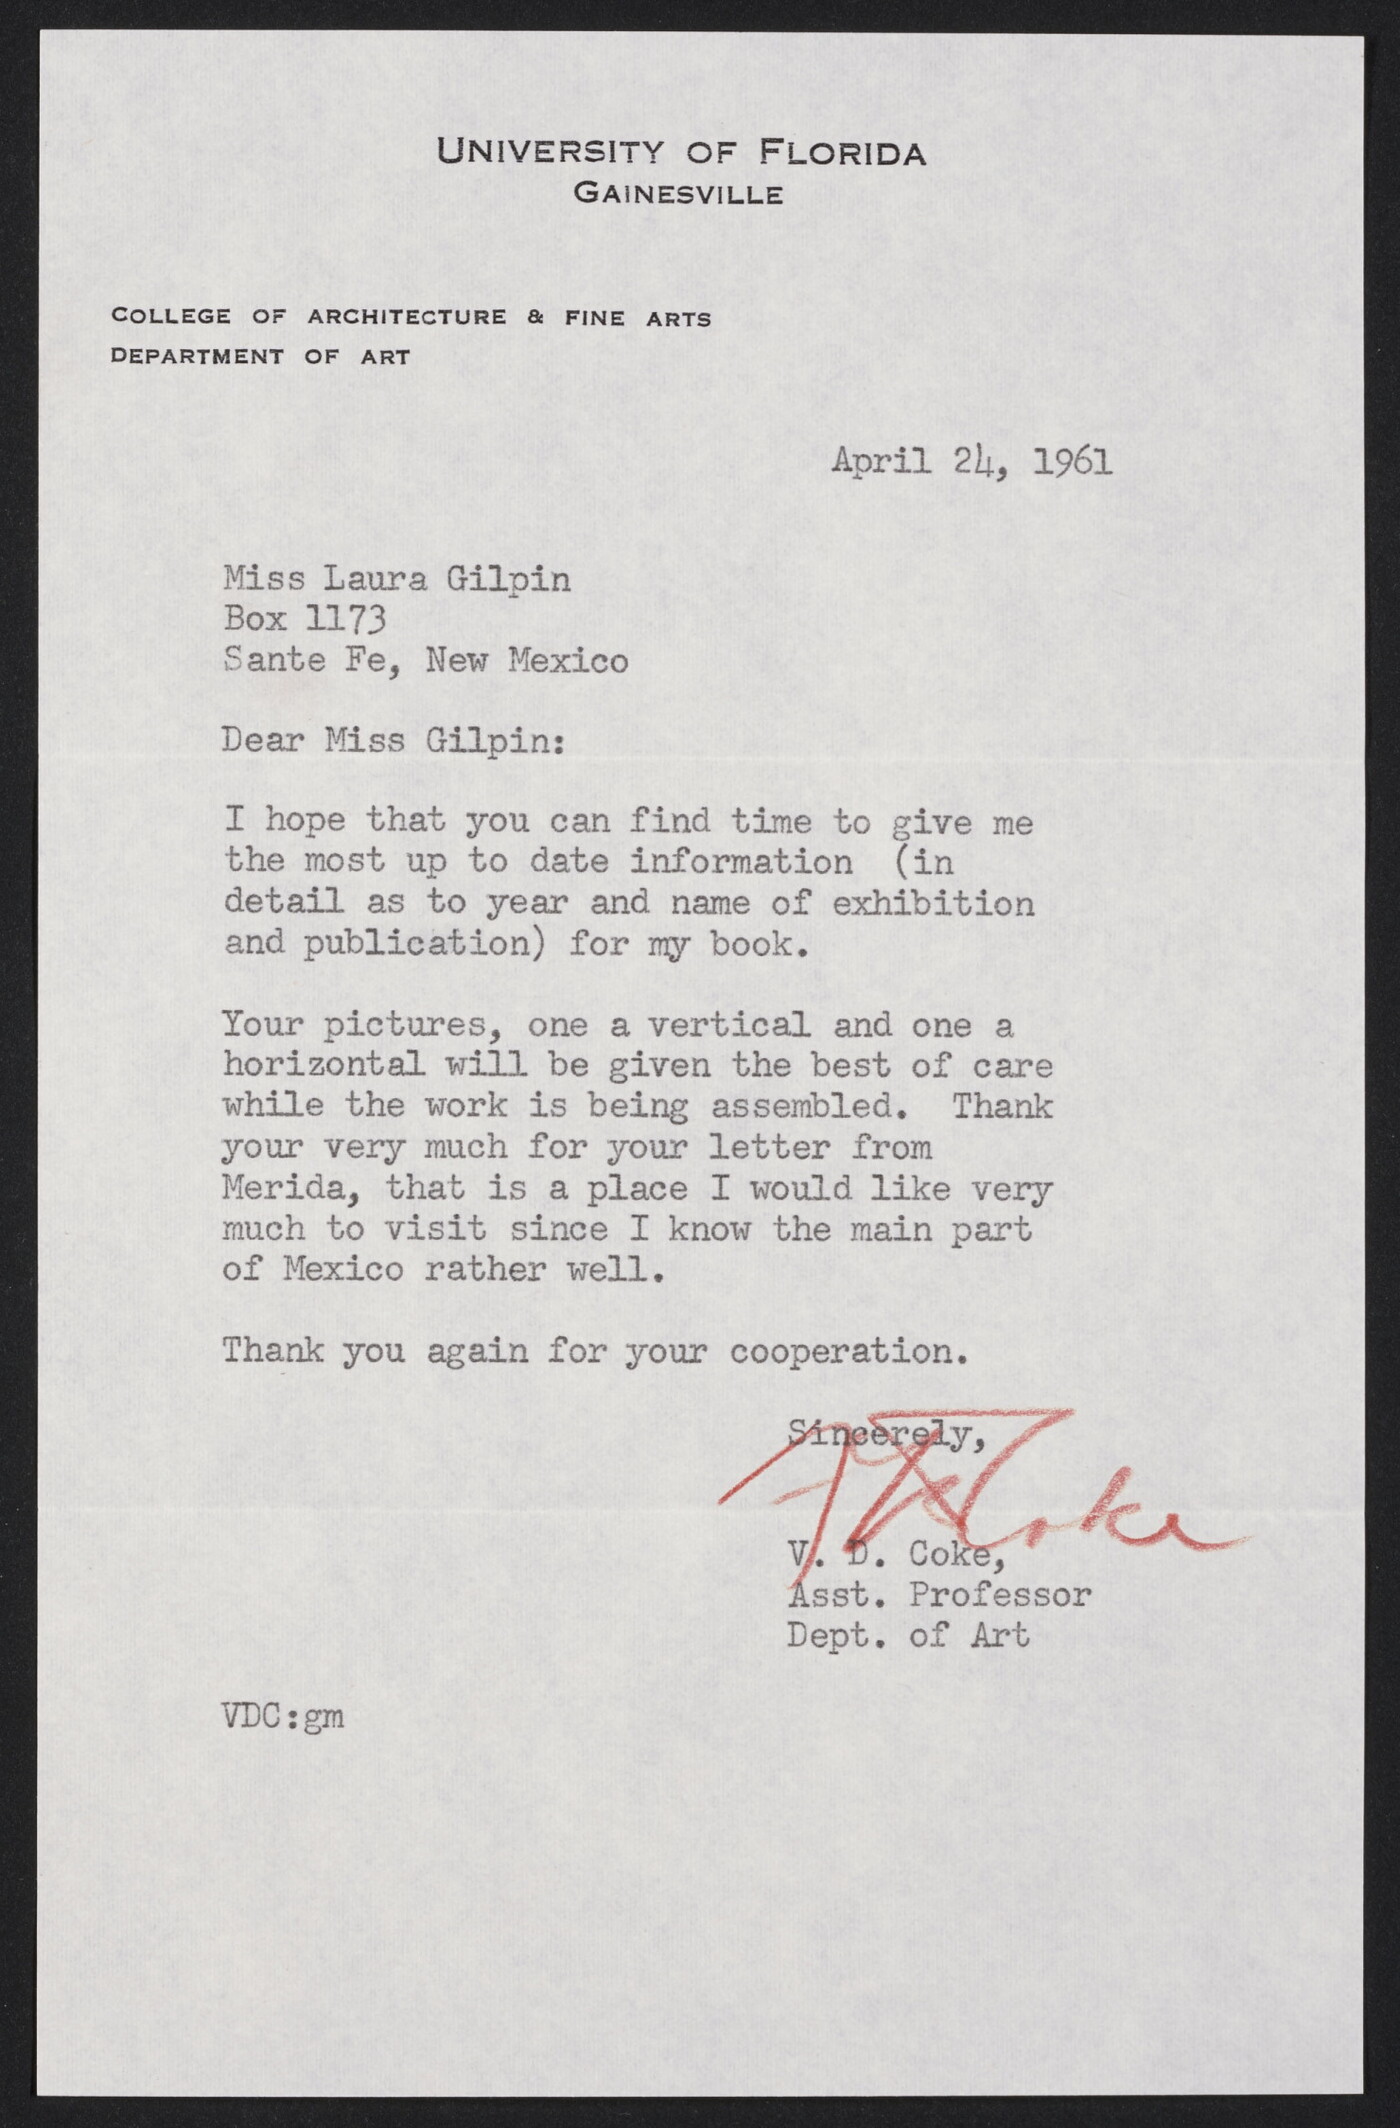 UNIVERSITY OF FLORIDA
GAINESVILLE
COLLEGE OF ARCHITECTURE & FINE ARTS
DEPARTMENT OF ART
April 24, 1961
Miss Laura Gilpin
Box 1173
Sante Fe, New Mexico
Dear Miss Gilpin:
I hope that you can find time to give me
the most up to date information (in
detail as to year and name of exhibition
and publication) for my book.
Your pictures, one a vertical and one a
horizontal will be given the best of care
while the work is being assembled. Thank
your very much for your letter from
Merida, that is a place I would like very
much to visit since I know the main part
of Mexico rather well.
Thank you again for your cooperation.
Sincerely,
Coke
V. D. Coke,
Asst. Professor
Dept. of Art
VDC:gm